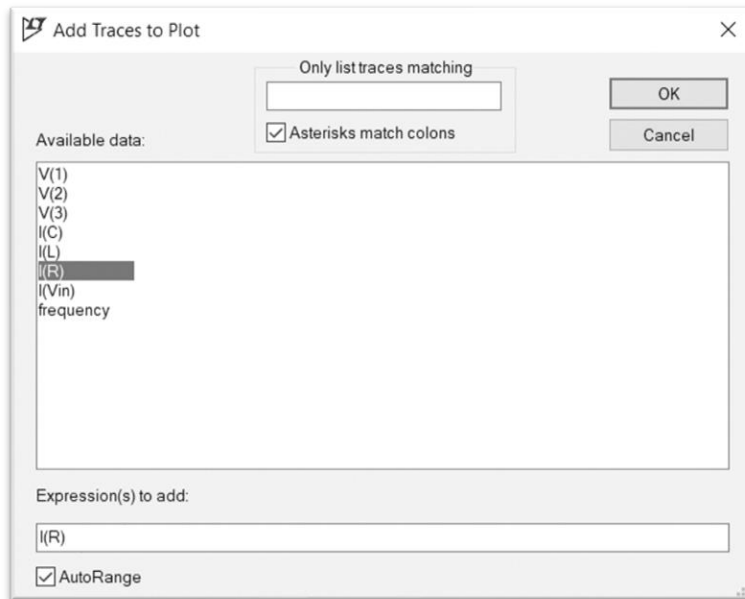 Add Traces to Plot
Only list traces matching
OK
Asterisks match colons
Cancel
Available data:
V(1)
V(2)
V(3)
I(C)
I(L)
I(R)
I(Vin)
frequency
Expression(s) to add:
I(R)
AutoRange